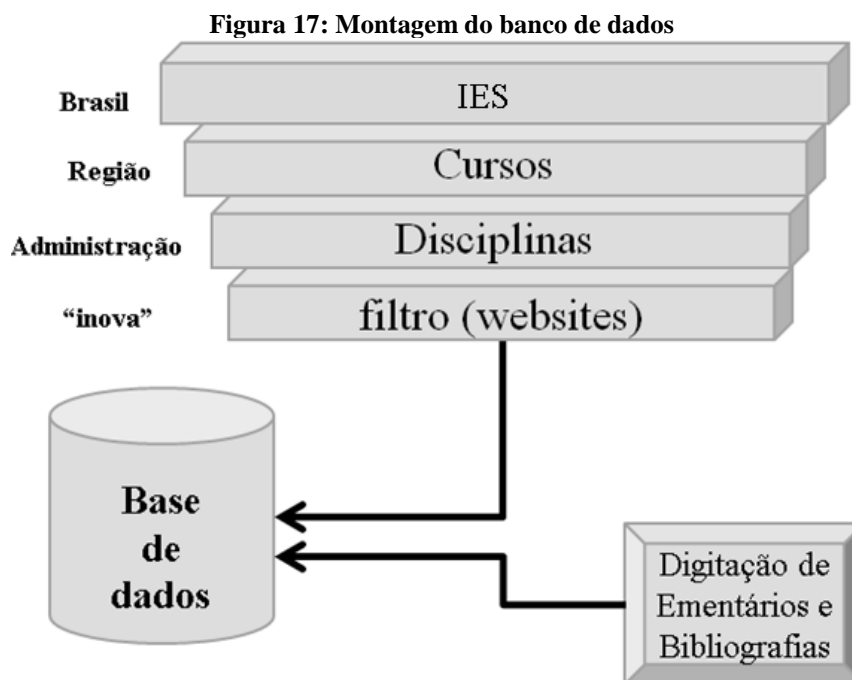 Figura 17: Montagem do banco de dados
Brasil
IES
Região
Cursos
Administração
Disciplinas
“inova”
filtro (websites)
Base
de
dados
Digitação de
Ementários e
Bibliografias